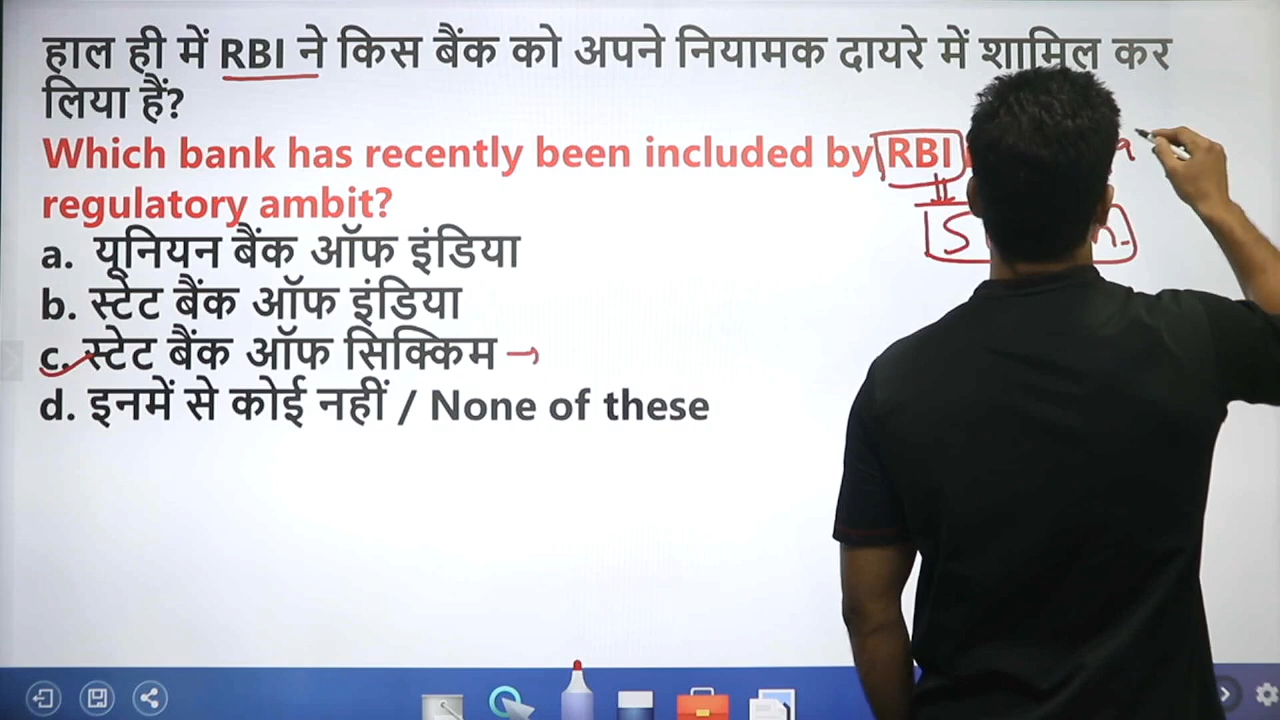 हाल ही में RBI ने किस बैंक को अपने नियामक दायरे में शामिल कर
लिया हैं?
Which bank has recently been included by RBI
regulatory ambit?
a. यूनियन बैंक ऑफ इंडिया
b. स्टेट बैंक ऑफ इंडिया
c. स्टेट बैंक ऑफ सिक्किम
d. इनमें से कोई नहीं / None of these